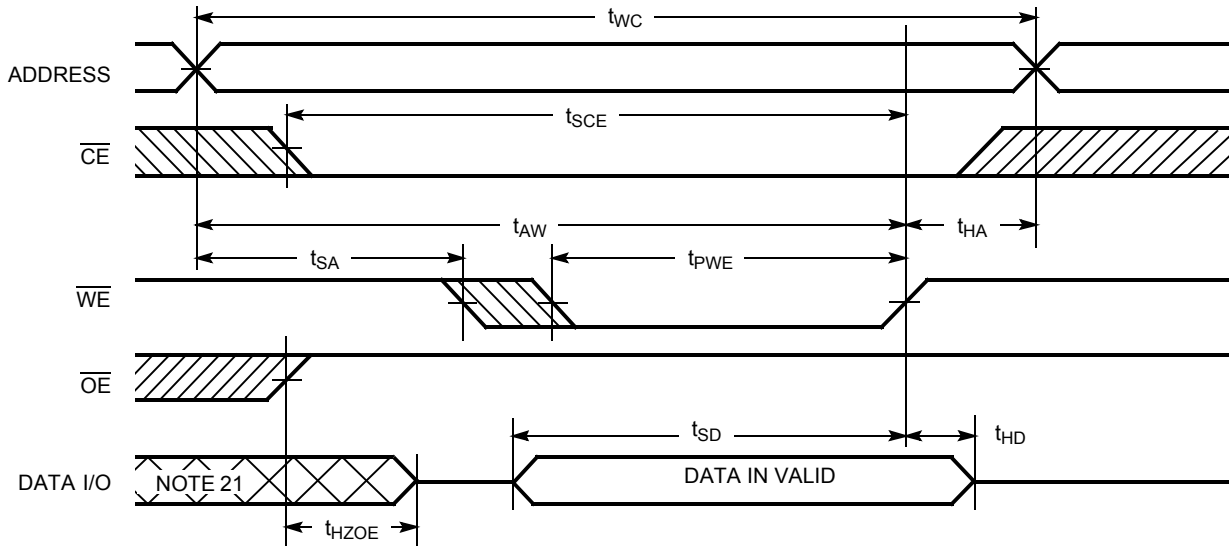 tWC
ADDRESS
tSCE
CE
tAW
tHA
tSA
tPWE
WE
OE
tSD
tHD
DATA I/O
NOTE 21
DATA IN VALID
tHZOE